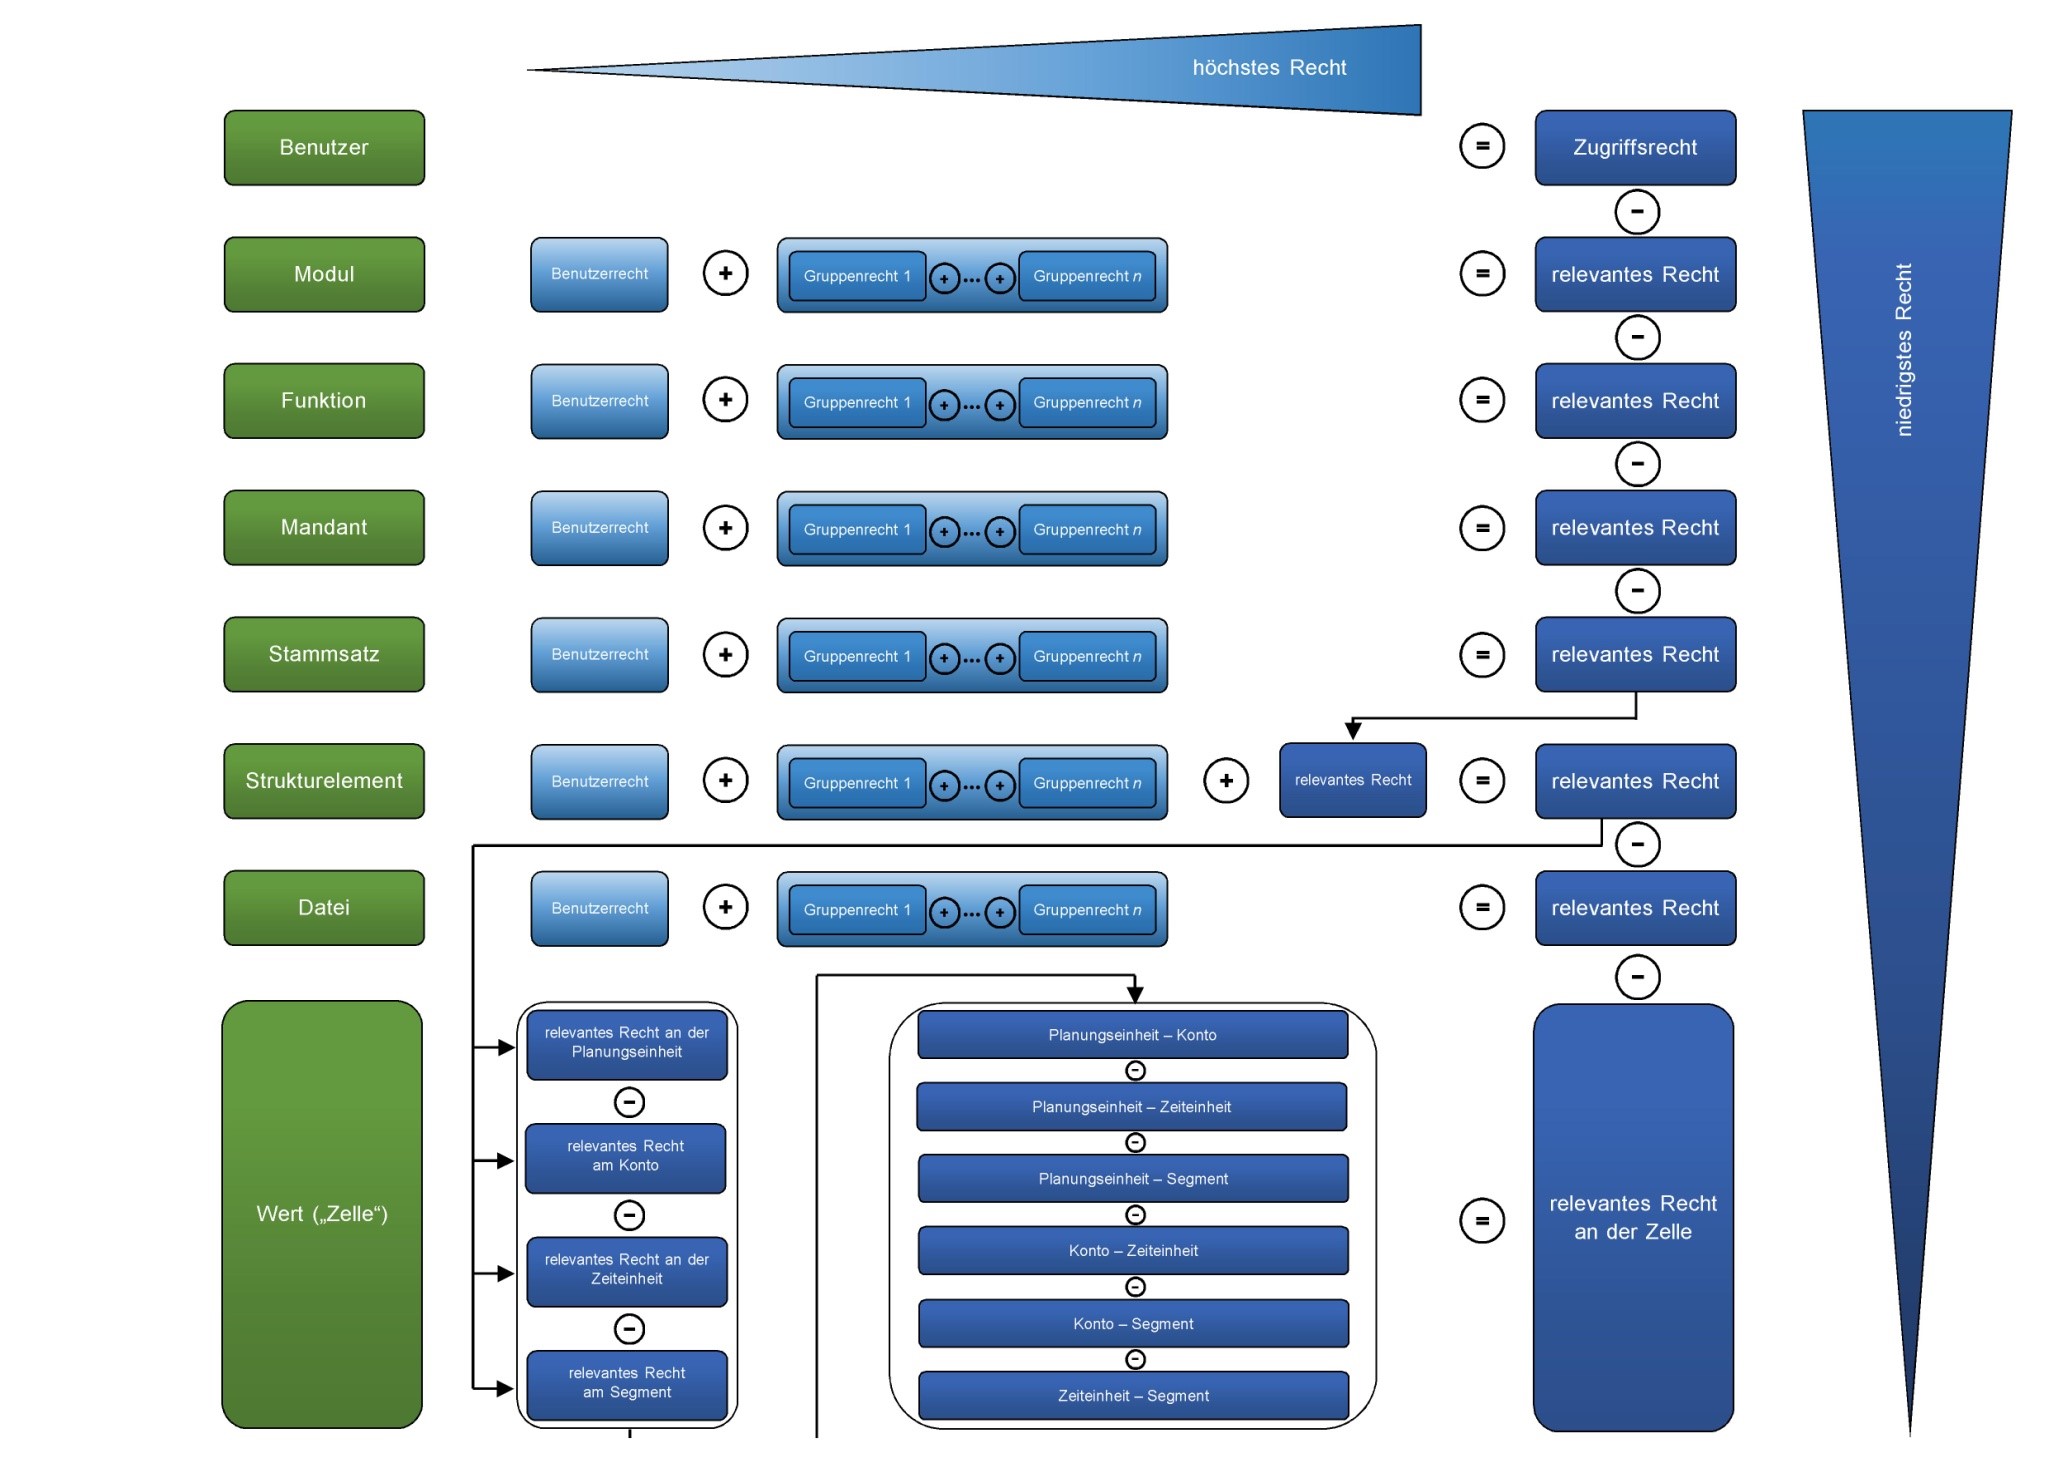 höchstes Recht
Benutzer
=
Zugriffsrecht
-
Modul
Benutzerrecht
+
Gruppenrecht 1
+
...
+
Gruppenrecht n
=
relevantes Recht
-
Funktion
Benutzerrecht
+
Gruppenrecht 1
+
...
+
Gruppenrecht n
=
relevantes Recht
-
Mandant
Benutzerrecht
+
Gruppenrecht 1
+
...
+
Gruppenrecht n
=
relevantes Recht
-
Stammsatz
Benutzerrecht
+
Gruppenrecht 1
+
...
+
Gruppenrecht n
=
relevantes Recht
Strukturelement
Benutzerrecht
+
Gruppenrecht 1
+
...
+
Gruppenrecht n
+
relevantes Recht
=
relevantes Recht
-
Datei
Benutzerrecht
+
Gruppenrecht 1
+
...
+
Gruppenrecht n
=
relevantes Recht
-
Wert („Zelle“)
relevantes Recht an der
Planungseinheit
-
relevantes Recht
am Konto
-
relevantes Recht an der
Zeiteinheit
-
relevantes Recht
am Segment
Planungseinheit – Konto
-
Planungseinheit – Zeiteinheit
-
Planungseinheit – Segment
-
Konto – Zeiteinheit
-
Konto – Segment
-
Zeiteinheit – Segment
=
relevantes Recht
an der Zelle
niedrigstes Recht